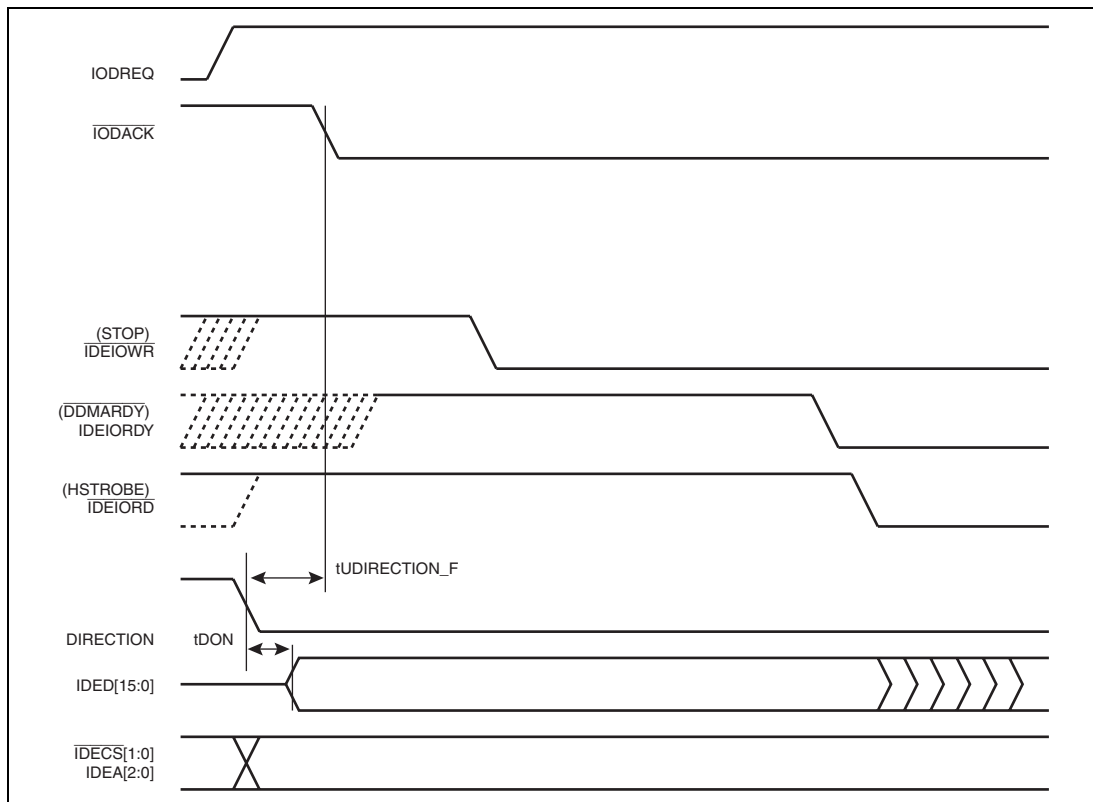 IODREQ
IODACK
(STOP)
IDEIOWR
(DDMARDY)
IDEIORDY
(HSTROBE)
IDEIORD
tUDIRECTION_F
DIRECTION
tDON
IDED[15:0]
IDECS[1:0]
IDEA[2:0]